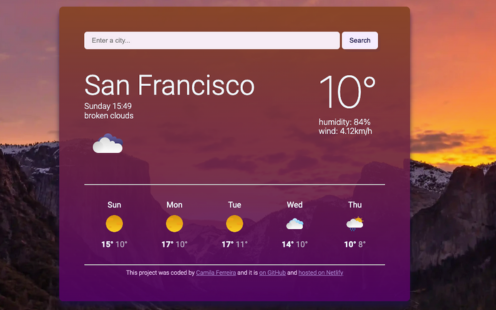 Enter a city...
Search
San Francisco
Sunday 15:49
broken clouds
10°
humidity: 84%
wind: 4.12km/h
Sun Mon Tue Wed Thu
15° 10° 17° 10° 17° 11° 14° 10° 10° 8°
This project was coded by Camila Ferreira and it is on GitHub and hosted on Netlify